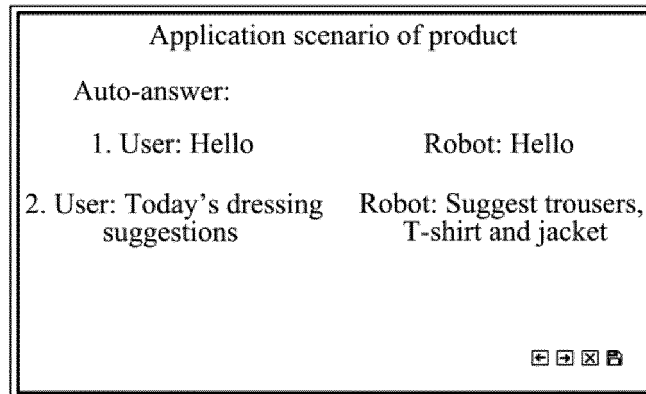 Application scenario of product
Auto-answer:
1. User: Hello Robot: Hello
2. User: Today's dressing Robot: Suggest trousers,
suggestions T-shirt and jacket